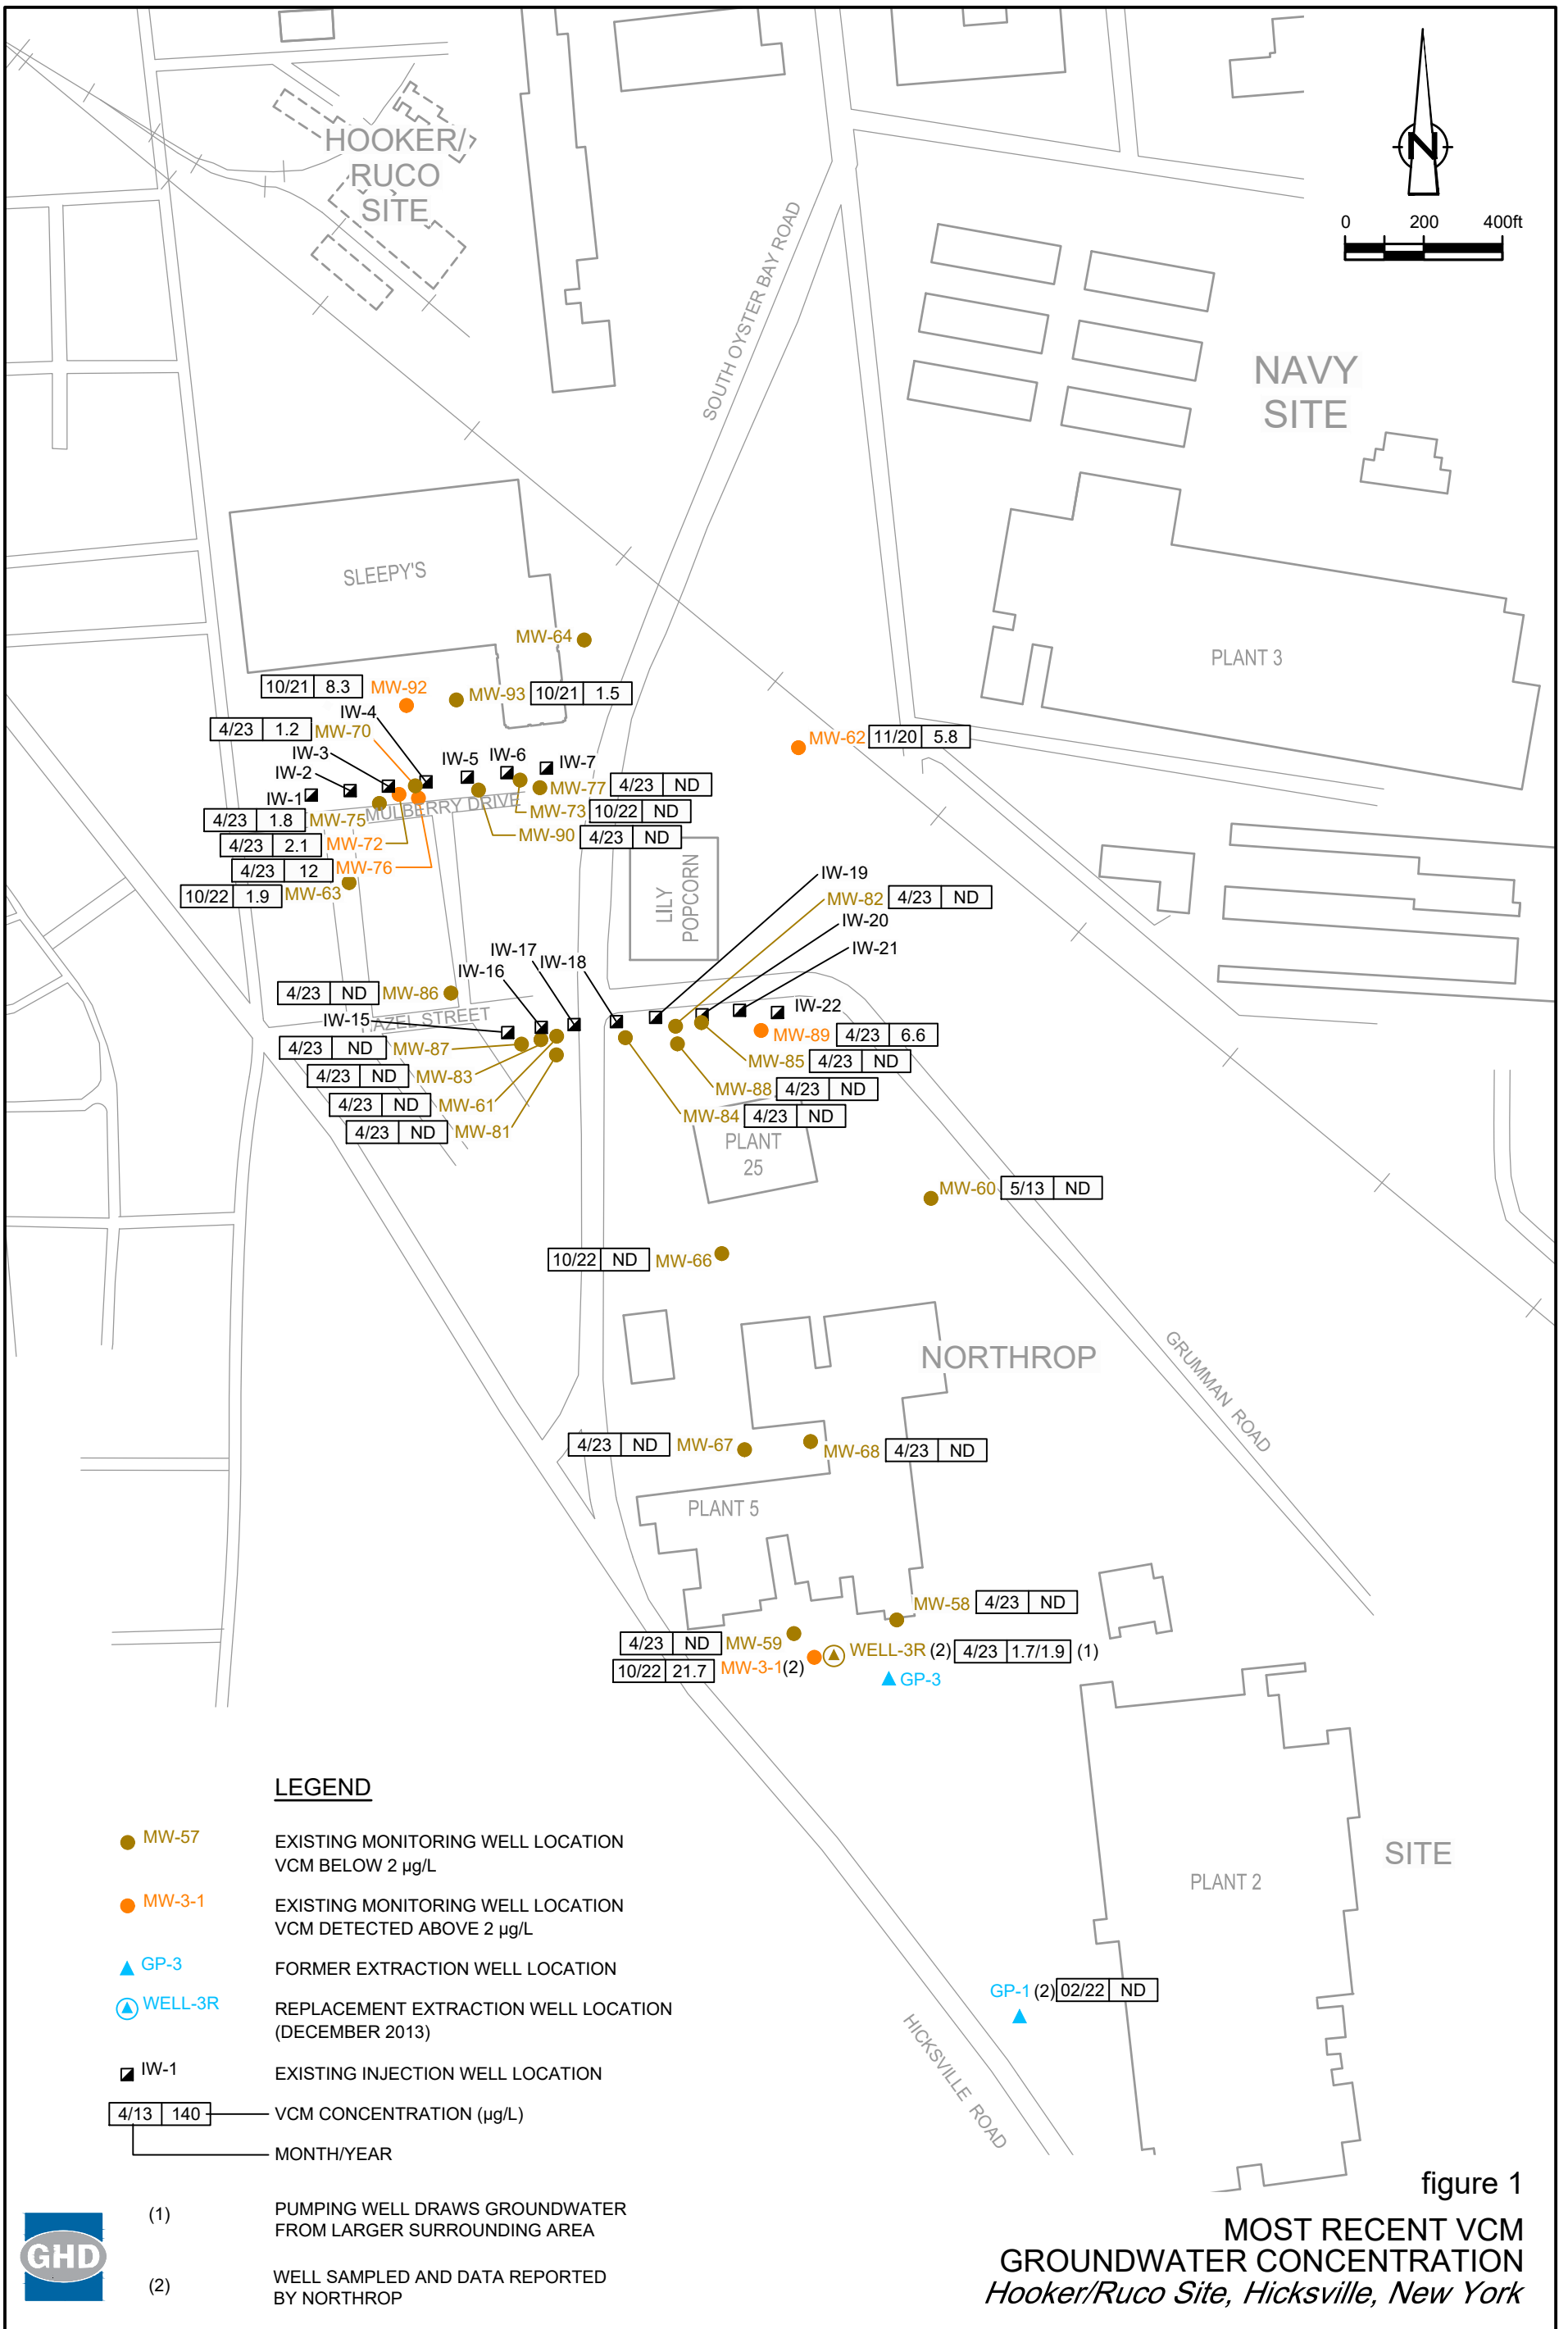 HOOKER/
RUCO
SITE
N
0 200 400ft
SOUTH OYSTER BAY ROAD
NAVY
SITE
SLEEPY'S
PLANT 3
MW-64
10/21 8.3 MW-92
MW-93 10/21 1.5
IW-4
4/23 1.2 MW-70
MW-62 11/20 5.8
IW-3
IW-5 IW-6
IW-7
IW-2
MW-77 4/23 ND
IW-1
MULBERRY DRIVE
MW-73 10/22 ND
4/23 1.8 MW-75
MW-90 4/23 ND
4/23 2.1 MW-72
4/23 12 MW-76
10/22 1.9 MW-63
LILY
POPCORN
IW-19
MW-82 4/23 ND
IW-20
IW-21
IW-17
IW-18
IW-16
4/23 ND MW-86
IW-22
IW-15
AZEL STREET
MW-89 4/23 6.6
4/23 ND MW-87
MW-85 4/23 ND
4/23 ND MW-83
MW-88 4/23 ND
4/23 ND MW-61
MW-84 4/23 ND
4/23 ND MW-81
PLANT
25
MW-60 5/13 ND
10/22 ND MW-66
NORTHROP
GRUMMAN ROAD
4/23 ND MW-67
MW-68 4/23 ND
PLANT 5
MW-58 4/23 ND
4/23 ND MW-59
WELL-3R (2) 4/23 1.7/1.9 (1)
10/22 21.7 MW-3-1(2)
GP-3
SITE
PLANT 2
GP-1 (2) 02/22 ND
HICKSVILLE ROAD
LEGEND
MW-57 EXISTING MONITORING WELL LOCATION
VCM BELOW 2 µg/L
MW-3-1 EXISTING MONITORING WELL LOCATION
VCM DETECTED ABOVE 2 µg/L
GP-3 FORMER EXTRACTION WELL LOCATION
WELL-3R REPLACEMENT EXTRACTION WELL LOCATION
(DECEMBER 2013)
IW-1 EXISTING INJECTION WELL LOCATION
4/13 140 VCM CONCENTRATION (µg/L)
MONTH/YEAR
(1) PUMPING WELL DRAWS GROUNDWATER
FROM LARGER SURROUNDING AREA
(2) WELL SAMPLED AND DATA REPORTED
BY NORTHROP
GHD
figure 1
MOST RECENT VCM
GROUNDWATER CONCENTRATION
Hooker/Ruco Site, Hicksville, New York